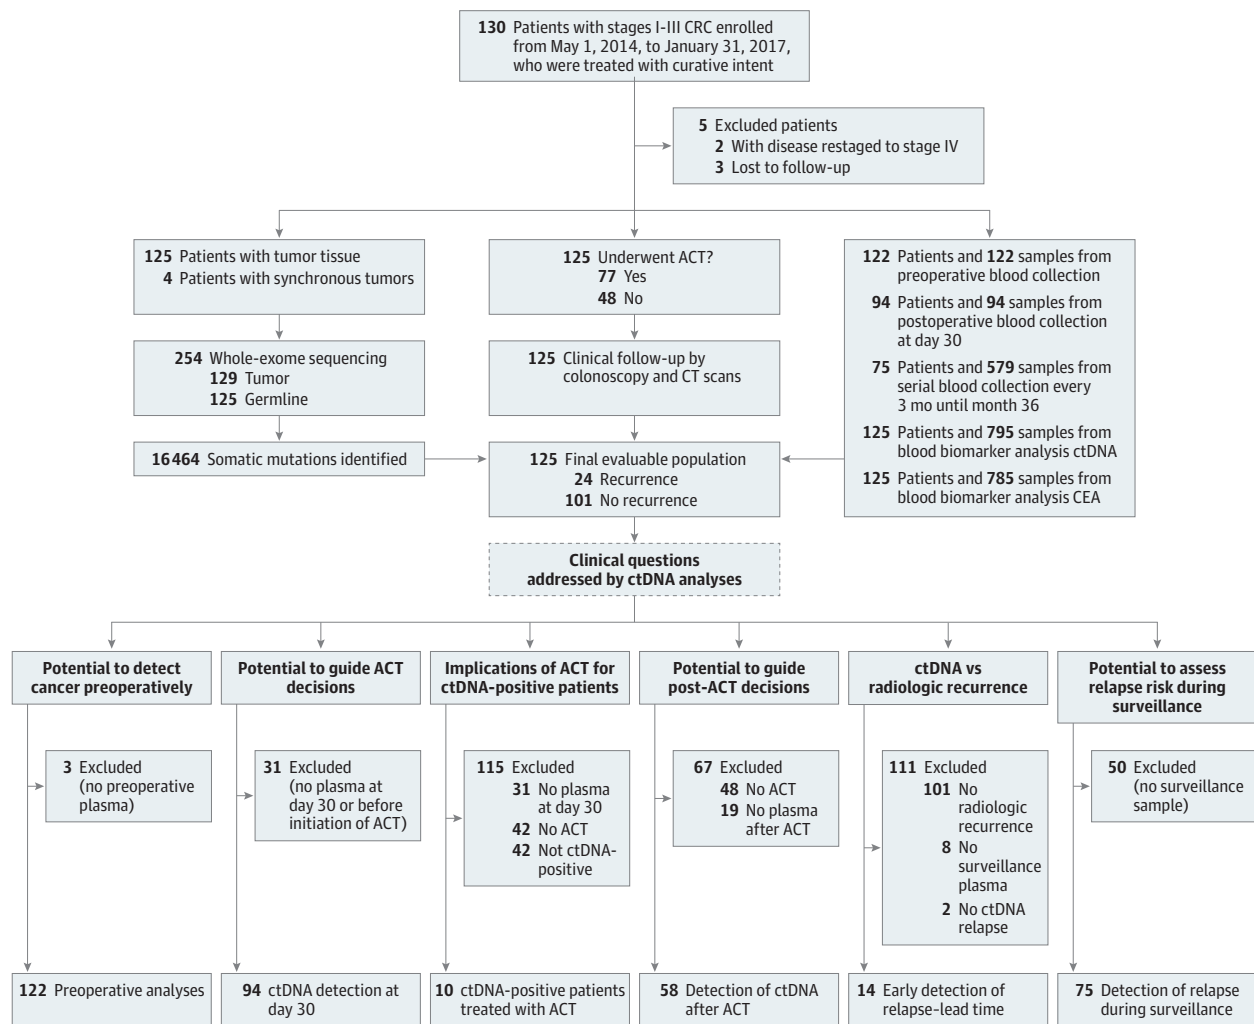 130 Patients with stages I-III CRC enrolled
from May 1, 2014, to January 31, 2017,
who were treated with curative intent
5 Excluded patients
2 With disease restaged to stage IV
3 Lost to follow-up
125 Patients with tumor tissue
4 Patients with synchronous tumors
125 Underwent ACT?
77 Yes
48 No
122 Patients and 122 samples from
preoperative blood collection
94 Patients and 94 samples from
postoperative blood collection
at day 30
75 Patients and 579 samples from
serial blood collection every
3 mo until month 36
125 Patients and 795 samples from
blood biomarker analysis ctDNA
125 Patients and 785 samples from
blood biomarker analysis CEA
254 Whole-exome sequencing
129 Tumor
125 Germline
125 Clinical follow-up by
colonoscopy and CT scans
16464 Somatic mutations identified
125 Final evaluable population
24 Recurrence
101 No recurrence
Clinical questions
addressed by ctDNA analyses
Potential to detect
cancer preoperatively
Potential to guide ACT
decisions
Implications of ACT for
ctDNA-positive patients
Potential to guide
post-ACT decisions
ctDNA vs
radiologic recurrence
Potential to assess
relapse risk during
surveillance
3 Excluded
(no preoperative
plasma)
31 Excluded
(no plasma at
day 30 or before
initiation of ACT)
115 Excluded
31 No plasma
at day 30
42 No ACT
42 Not ctDNA-
positive
67 Excluded
48 No ACT
19 No plasma
after ACT
111 Excluded
101 No
radiologic
recurrence
8 No
surveillance
plasma
2 No ctDNA
relapse
50 Excluded
(no surveillance
sample)
122 Preoperative analyses
94 ctDNA detection at
day 30
10 ctDNA-positive patients
treated with ACT
58 Detection of ctDNA
after ACT
14 Early detection of
relapse-lead time
75 Detection of relapse
during surveillance